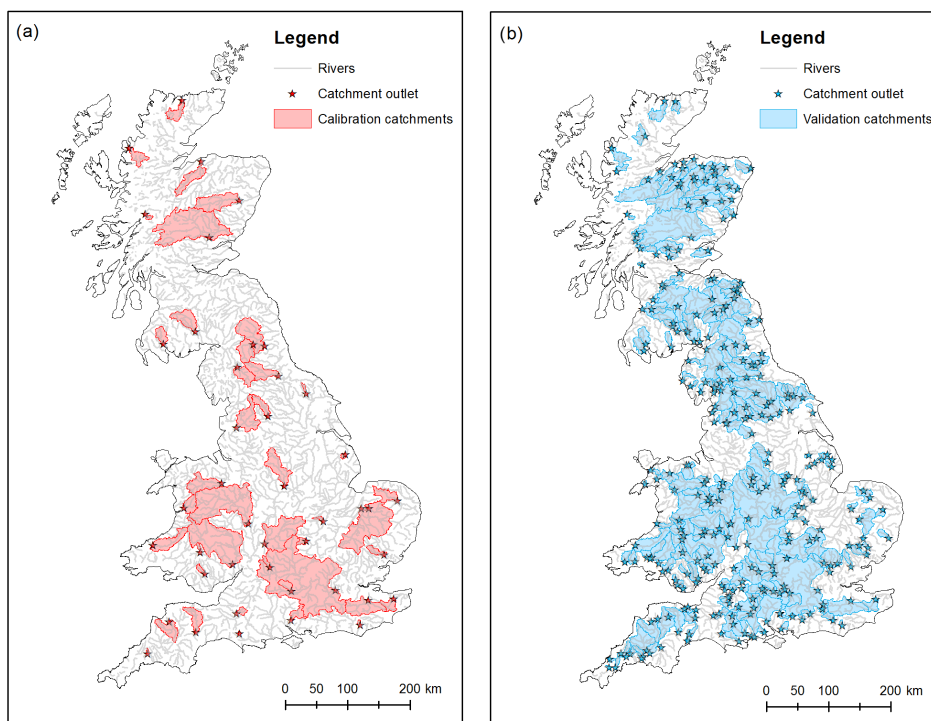 (a)
Legend
Rivers
Catchment outlet
Calibration catchments
0 50 100 200 km
(b)
Legend
Rivers
Catchment outlet
Validation catchments
0 50 100 200 km